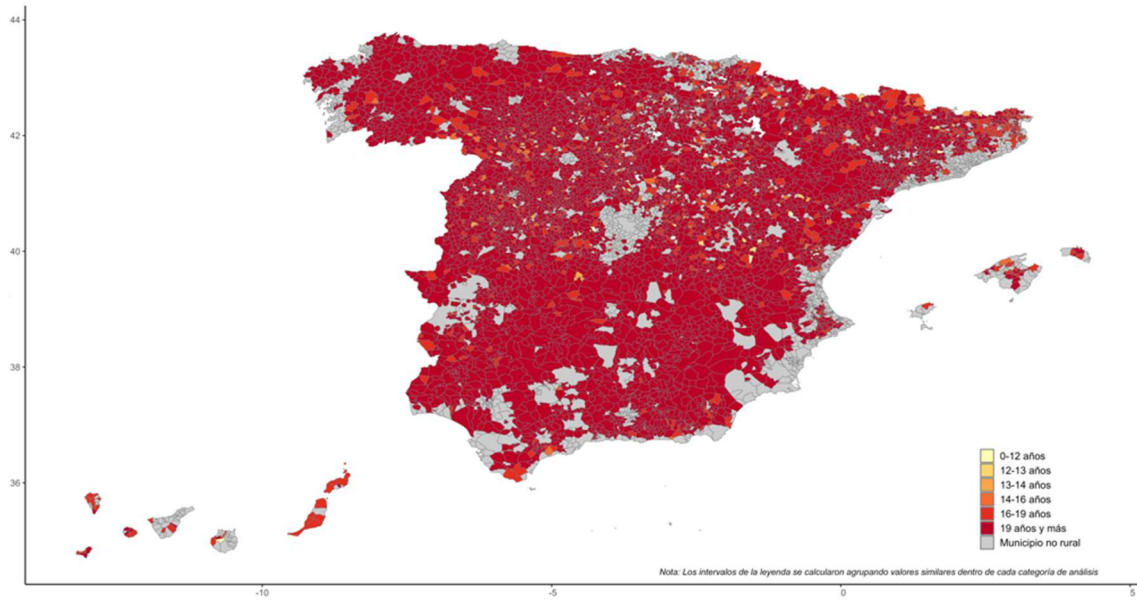 44
42
40
38
36
0-12 años
12-13 años
13-14 años
14-16 años
16-19 años
19 años y más
Municipio no rural
Nota: Los intervalos de la leyenda se calcularon agrupando valores similares dentro de cada categoría de análisis
-10
-5
0
5